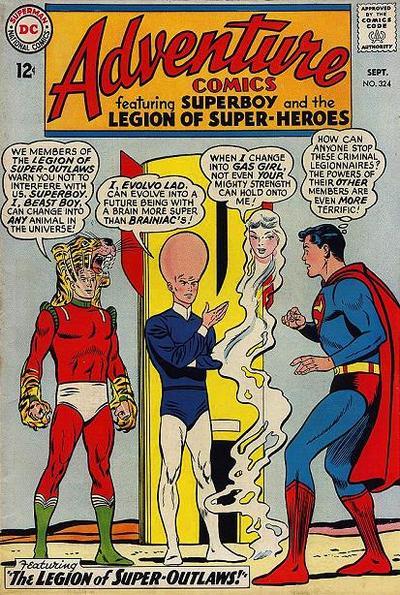 SUPERMAN
DC
NATIONAL COMICS
12¢
Adventure
COMICS
featuring SUPERBOY and the
LEGION OF SUPER-HEROES
APPROVED
BY THE
COMICS
CODE
CA
AUTHORITY
SEPT.
NO. 324
WE MEMBERS
OF THE LEGION OF
SUPER-OUTLAWS
WARN YOU NOT TO
INTERFERE WITH
US, SUPERBOY!
I, BEAST BOY,
CAN CHANGE INTO
ANY ANIMAL IN
THE UNIVERSE!
I, EVOLVO LAD,
CAN EVOLVE INTO A
FUTURE BEING WITH
A BRAIN MORE SUPER
THAN BRAINIAC'S!
WHEN I CHANGE
INTO GAS GIRL,
NOT EVEN YOUR
MIGHTY STRENGTH
CAN HOLD ONTO
ME!
HOW CAN
ANYONE STOP
THESE CRIMINAL
LEGIONNAIRES?
THE POWERS OF
THEIR OTHER
MEMBERS ARE
EVEN MORE
TERRIFIC!
Featuring
"The LEGION of SUPER-OUTLAWS!"